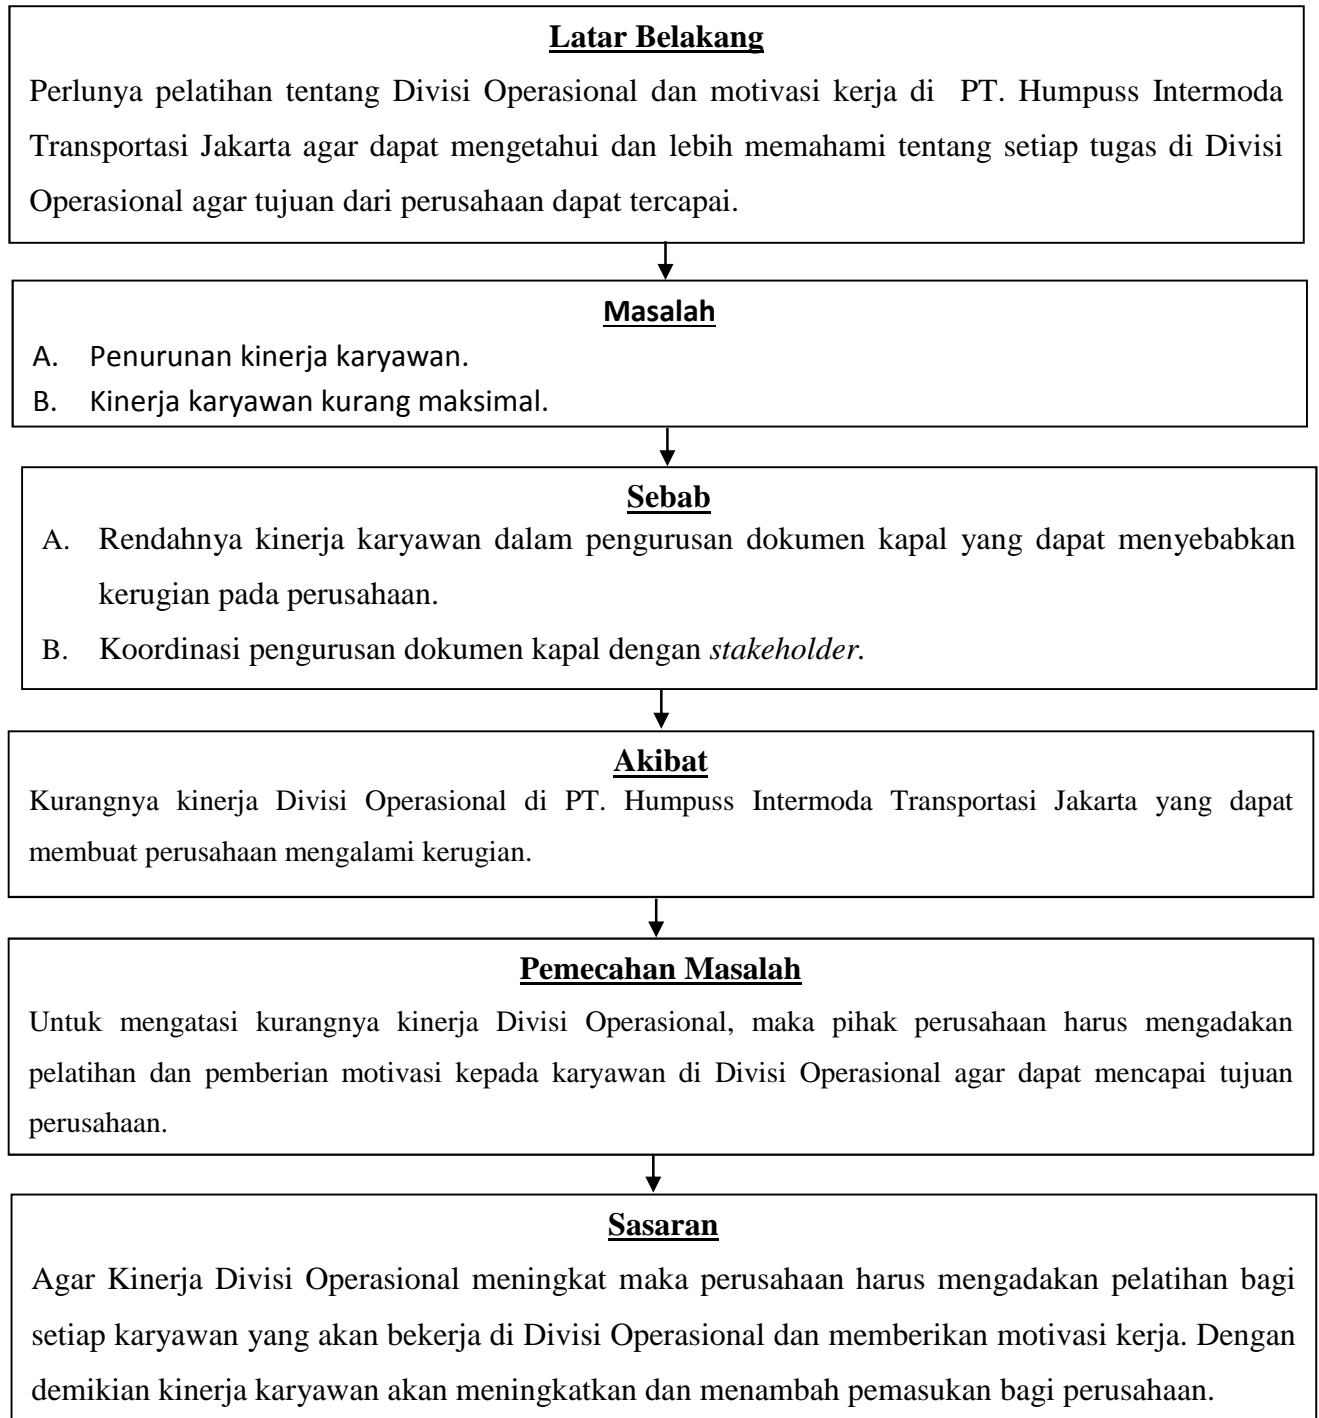 Latar Belakang
Perlunya pelatihan tentang Divisi Operasional dan motivasi kerja di PT. Humpuss Intermoda
Transportasi Jakarta agar dapat mengetahui dan lebih memahami tentang setiap tugas di Divisi
Operasional agar tujuan dari perusahaan dapat tercapai.
Masalah
A. Penurunan kinerja karyawan.
B. Kinerja karyawan kurang maksimal.
Sebab
A. Rendahnya kinerja karyawan dalam pengurusan dokumen kapal yang dapat menyebabkan
kerugian pada perusahaan.
B. Koordinasi pengurusan dokumen kapal dengan stakeholder.
Akibat
Kurangnya kinerja Divisi Operasional di PT. Humpuss Intermoda Transportasi Jakarta yang dapat
membuat perusahaan mengalami kerugian.
Pemecahan Masalah
Untuk mengatasi kurangnya kinerja Divisi Operasional, maka pihak perusahaan harus mengadakan
pelatihan dan pemberian motivasi kepada karyawan di Divisi Operasional agar dapat mencapai tujuan
perusahaan.
Sasaran
Agar Kinerja Divisi Operasional meningkat maka perusahaan harus mengadakan pelatihan bagi
setiap karyawan yang akan bekerja di Divisi Operasional dan memberikan motivasi kerja. Dengan
demikian kinerja karyawan akan meningkatkan dan menambah pemasukan bagi perusahaan.